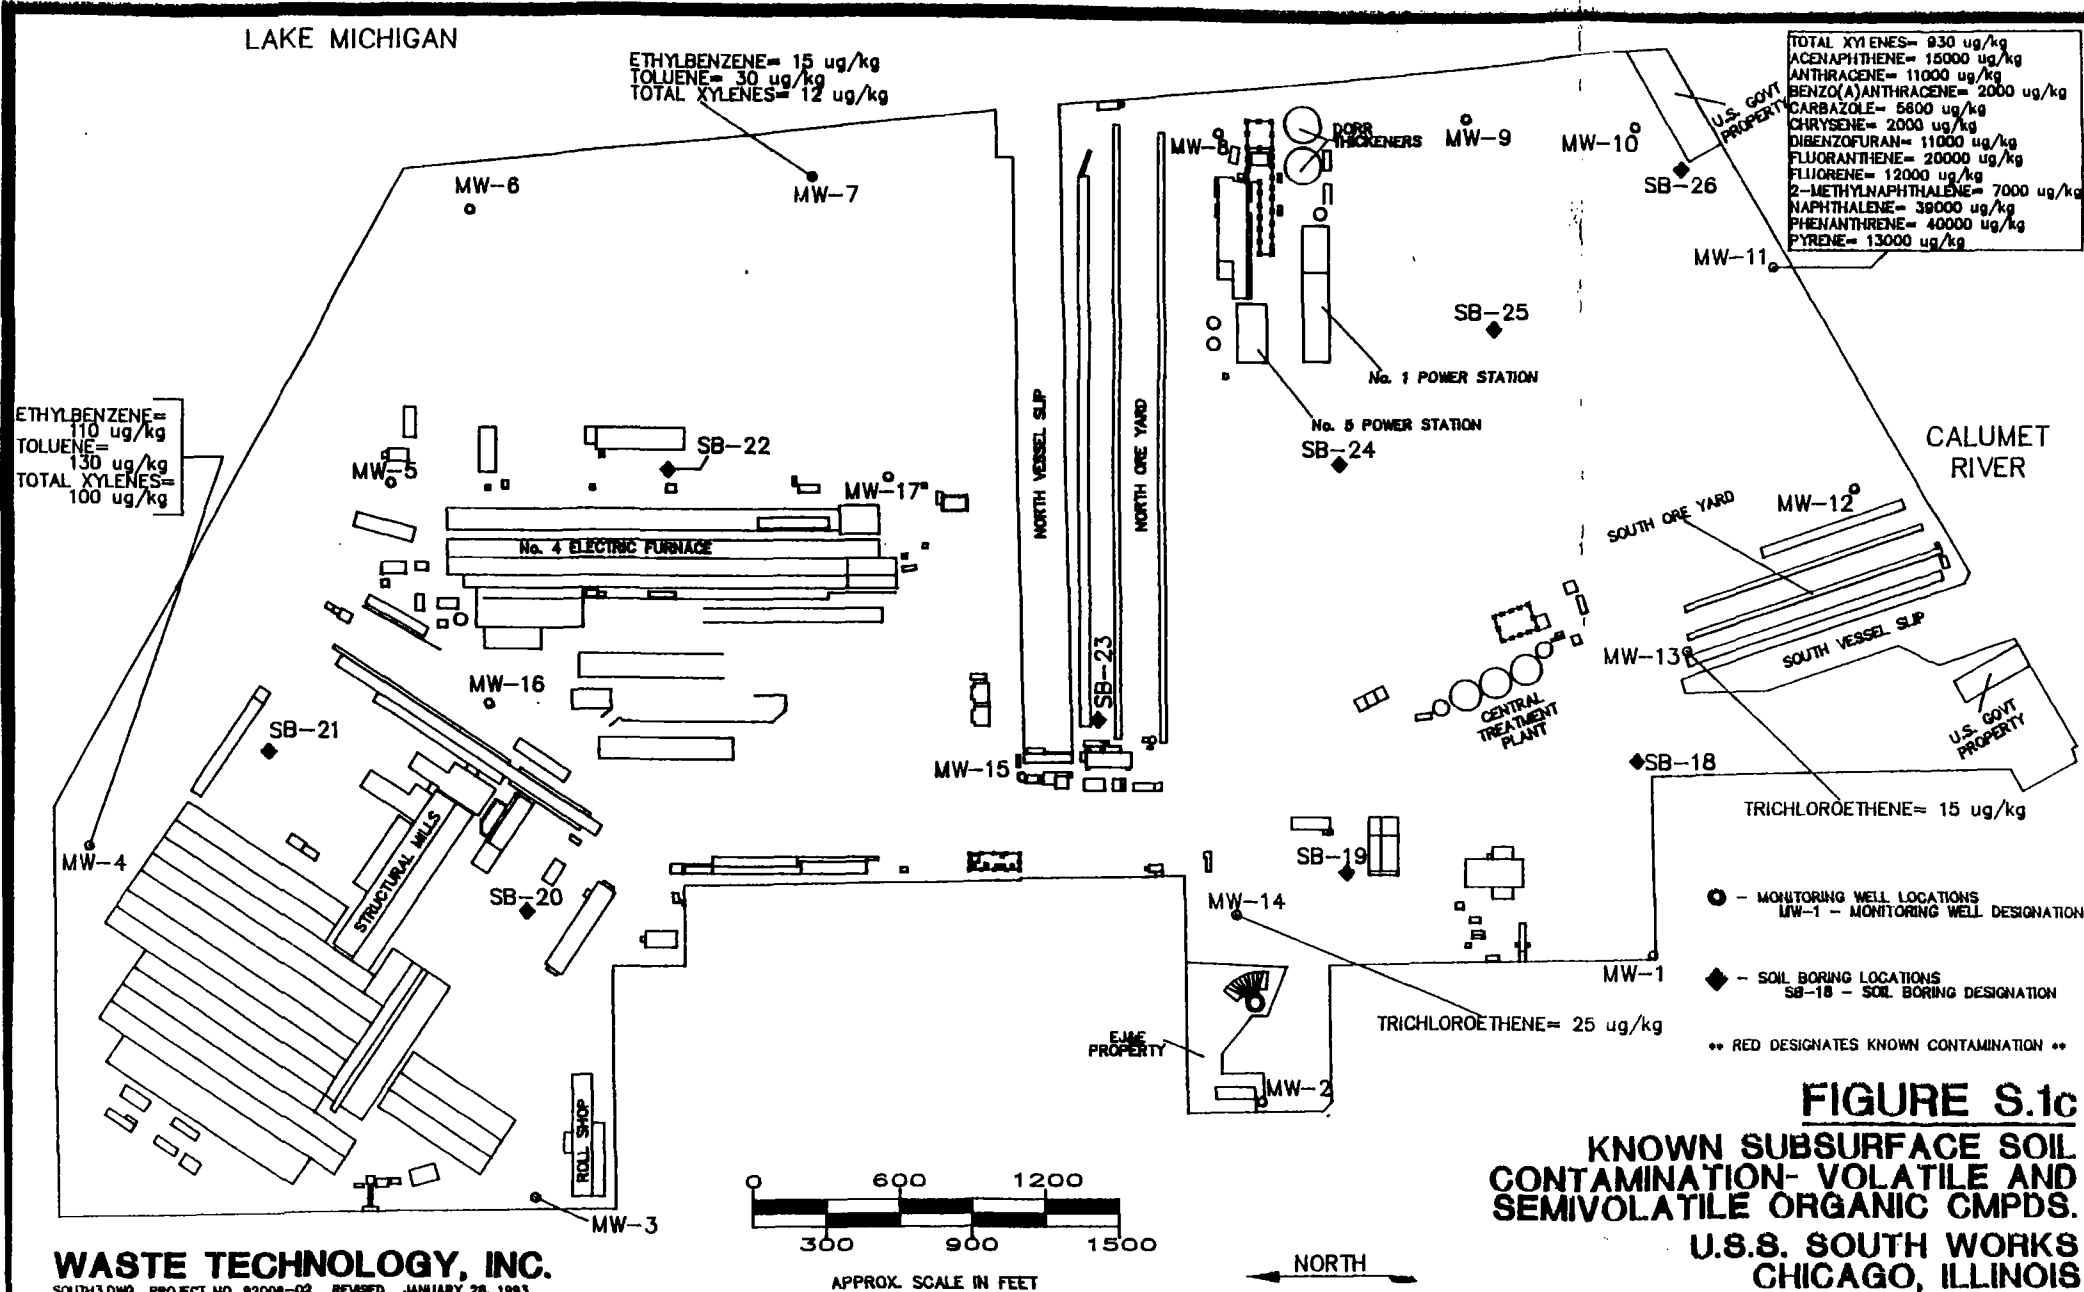 LAKE MICHIGAN
ETHYLBENZENE= 15 ug/kg
TOLUENE= 30 ug/kg
TOTAL XYLENES= 12 ug/kg
TOTAL XYLENES= 930 ug/kg
ACENAPHTHENE= 15000 ug/kg
ANTHRACENE= 11000 ug/kg
BENZO(A)ANTHRACENE= 2000 ug/kg
CARBAZOLE= 5600 ug/kg
CHRYSENE= 2000 ug/kg
DIBENZOFURAN= 11000 ug/kg
FLUORANTHENE= 20000 ug/kg
FLUORENE= 12000 ug/kg
2-METHYLNAPHTHALENE= 7000 ug/kg
NAPHTHALENE= 39000 ug/kg
PHENANTHRENE= 40000 ug/kg
PYRENE= 13000 ug/kg
U.S. GOVT
PROPERTY
MW-6
MW-7
MW-8
DORR
THICKENERS
MW-9
MW-10
SB-26
MW-11
SB-25
No. 1 POWER STATION
No. 5 POWER STATION
SB-24
ETHYLBENZENE=
110 ug/kg
TOLUENE=
130 ug/kg
TOTAL XYLENES=
100 ug/kg
MW-5
SB-22
MW-17
No. 4 ELECTRIC FURNACE
NORTH VESSEL SLIP
NORTH ORE YARD
CALUMET
RIVER
MW-12
SOUTH ORE YARD
MW-13
SOUTH VESSEL SLIP
U.S. GOVT
PROPERTY
CENTRAL
TREATMENT
PLANT
SB-23
MW-16
SB-21
MW-15
SB-18
TRICHLOROETHENE= 15 ug/kg
MW-4
STRUCTURAL MILLS
SB-20
SB-19
MW-14
MW-1
- MONITORING WELL LOCATIONS
MW-1 - MONITORING WELL DESIGNATION
- SOIL BORING LOCATIONS
SB-18 - SOIL BORING DESIGNATION
TRICHLOROETHENE= 25 ug/kg
** RED DESIGNATES KNOWN CONTAMINATION **
EJ&E
PROPERTY
MW-2
ROLL SHOP
MW-3
0 600 1200
300 900 1500
APPROX. SCALE IN FEET
NORTH
FIGURE S.1c
KNOWN SUBSURFACE SOIL
CONTAMINATION- VOLATILE AND
SEMIVOLATILE ORGANIC CMPDS.
U.S.S. SOUTH WORKS
CHICAGO, ILLINOIS
WASTE TECHNOLOGY, INC.
PROJECT NO. REVISED JANUARY 28, 1993